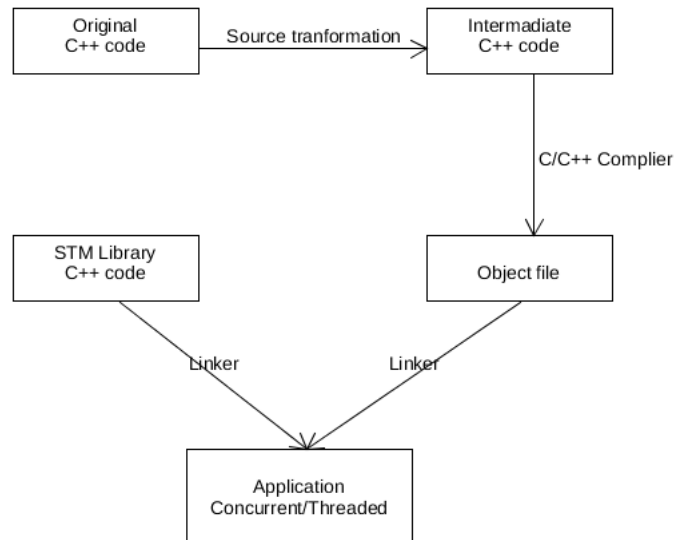 Original
C++ code
Source tranformation
Intermadiate
C++ code
C/C++ Complier
STM Library
C++ code
Object file
Linker
Linker
Application
Concurrent/Threaded